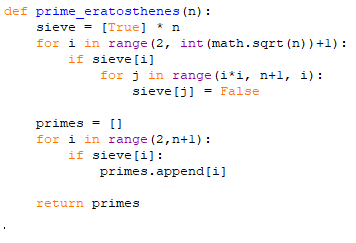 def prime_eratosthenes(n):
    sieve = [True] * n
    for i in range(2, int(math.sqrt(n))+1):
        if sieve[i]
            for j in range(i*i, n+1, i):
                sieve[j] = False

    primes = []
    for i in range(2,n+1):
        if sieve[i]:
            primes.append[i]

    return primes